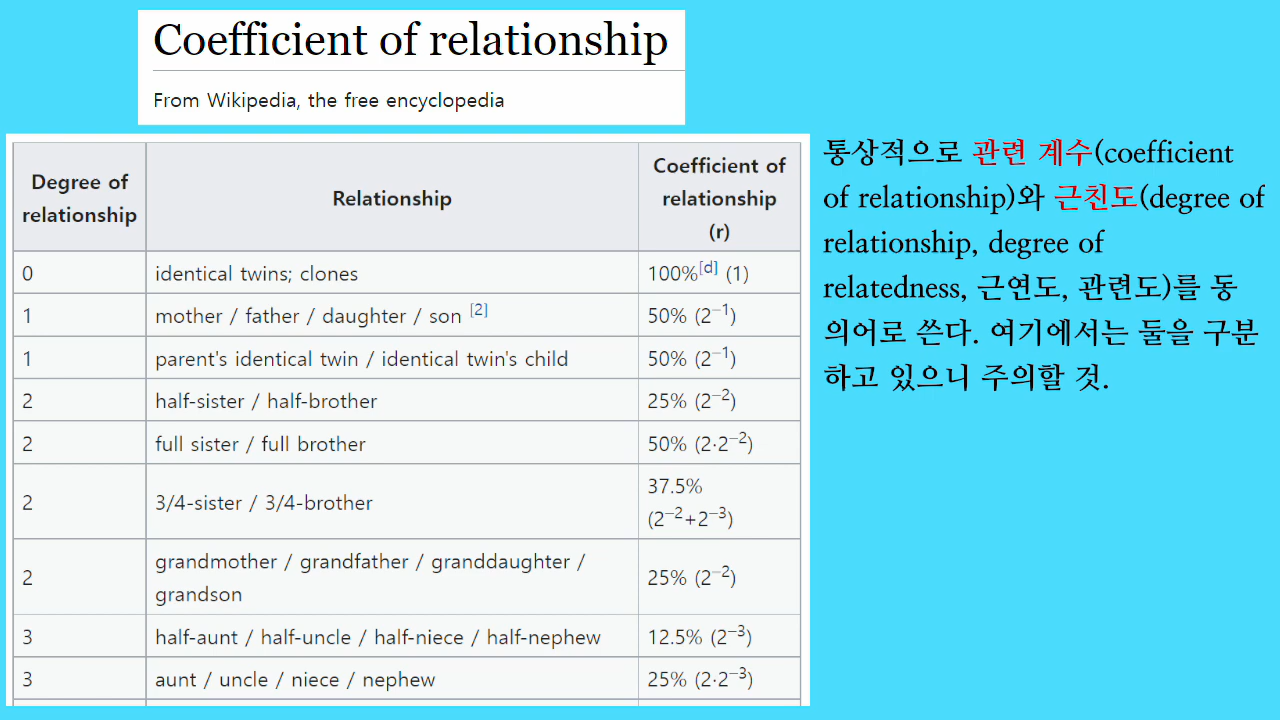 Coefficient of relationship
From Wikipedia, the free encyclopedia
Degree of relationship | Relationship | Coefficient of relationship (r)
0 | identical twins; clones | 100%[d] (1)
1 | mother / father / daughter / son [2] | 50% (2⁻¹)
1 | parent's identical twin / identical twin's child | 50% (2⁻¹)
2 | half-sister / half-brother | 25% (2⁻²)
2 | full sister / full brother | 50% (2·2⁻²)
2 | 3/4-sister / 3/4-brother | 37.5% (2⁻²+2⁻³)
2 | grandmother / grandfather / granddaughter / grandson | 25% (2⁻²)
3 | half-aunt / half-uncle / half-niece / half-nephew | 12.5% (2⁻³)
3 | aunt / uncle / niece / nephew | 25% (2·2⁻³)
통상적으로 관련 계수(coefficient
of relationship)와 근친도(degree of
relationship, degree of
relatedness, 근연도, 관련도)를 동
의어로 쓴다. 여기에서는 둘을 구분
하고 있으니 주의할 것.